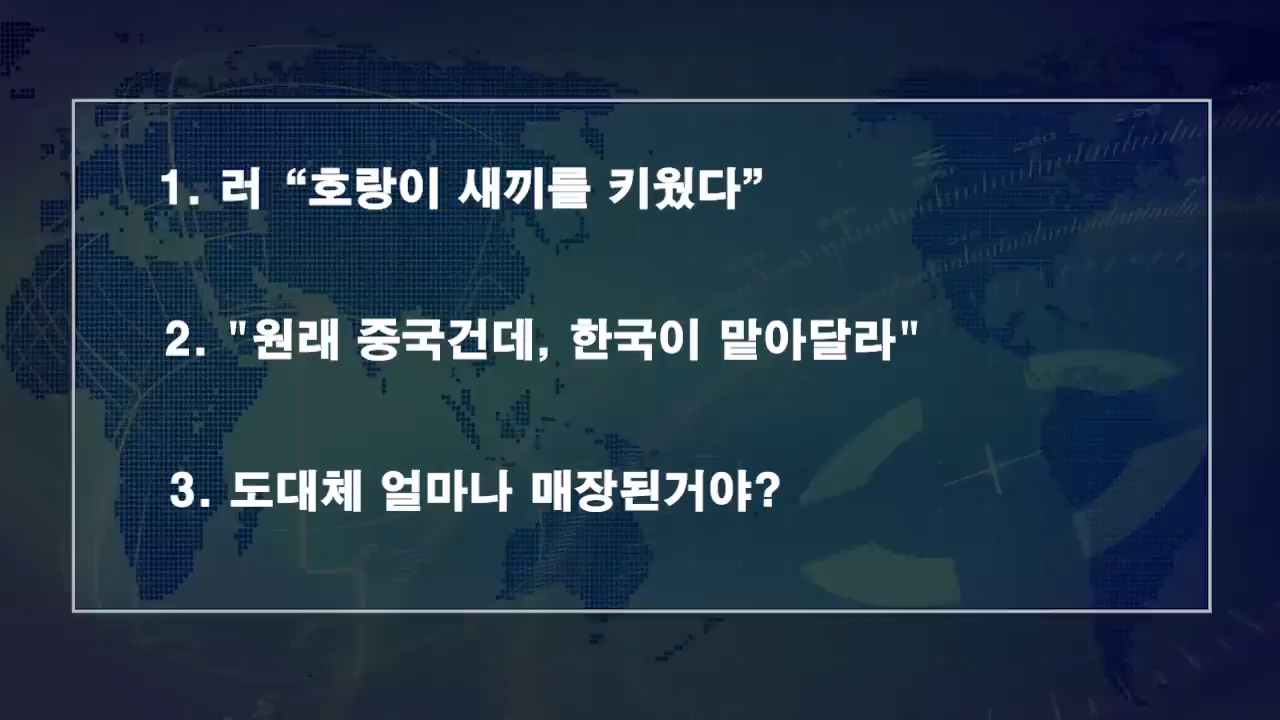 1. 러 “호랑이 새끼를 키웠다”
2. "원래 중국건데, 한국이 맡아달라"
3. 도대체 얼마나 매장된거야?